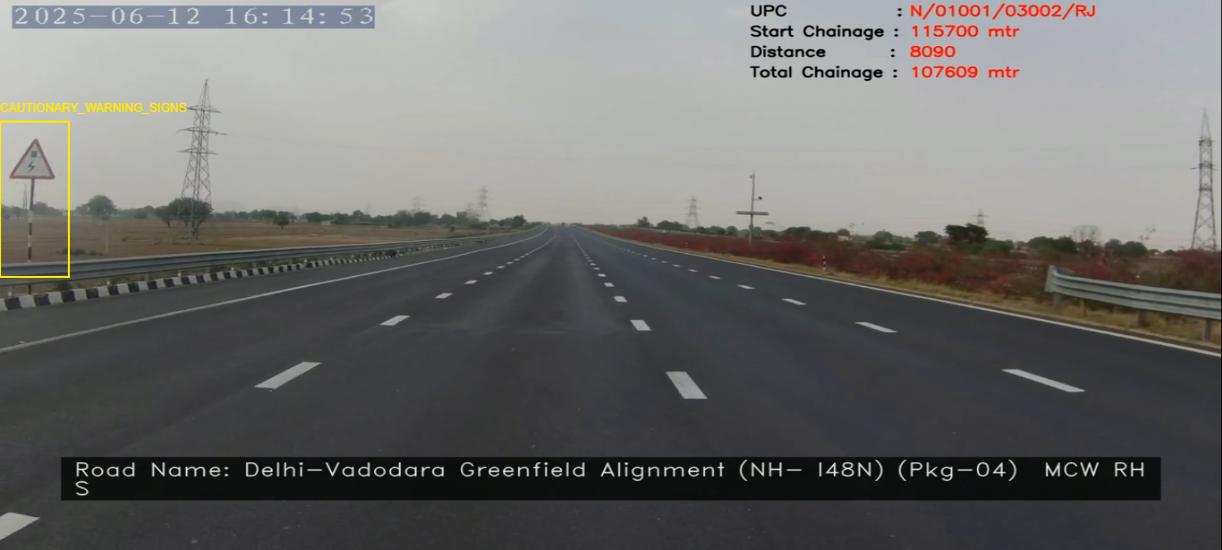 2025-06-12 16:14:53
UPC : N/01001/03002/RJ
Start Chainage : 115700 mtr
Distance : 8090
Total Chainage : 107609 mtr
CAUTIONARY_WARNING_SIGNS
Road Name: Delhi-Vadodara Greenfield Alignment (NH- 148N) (Pkg-04) MCW RH
S